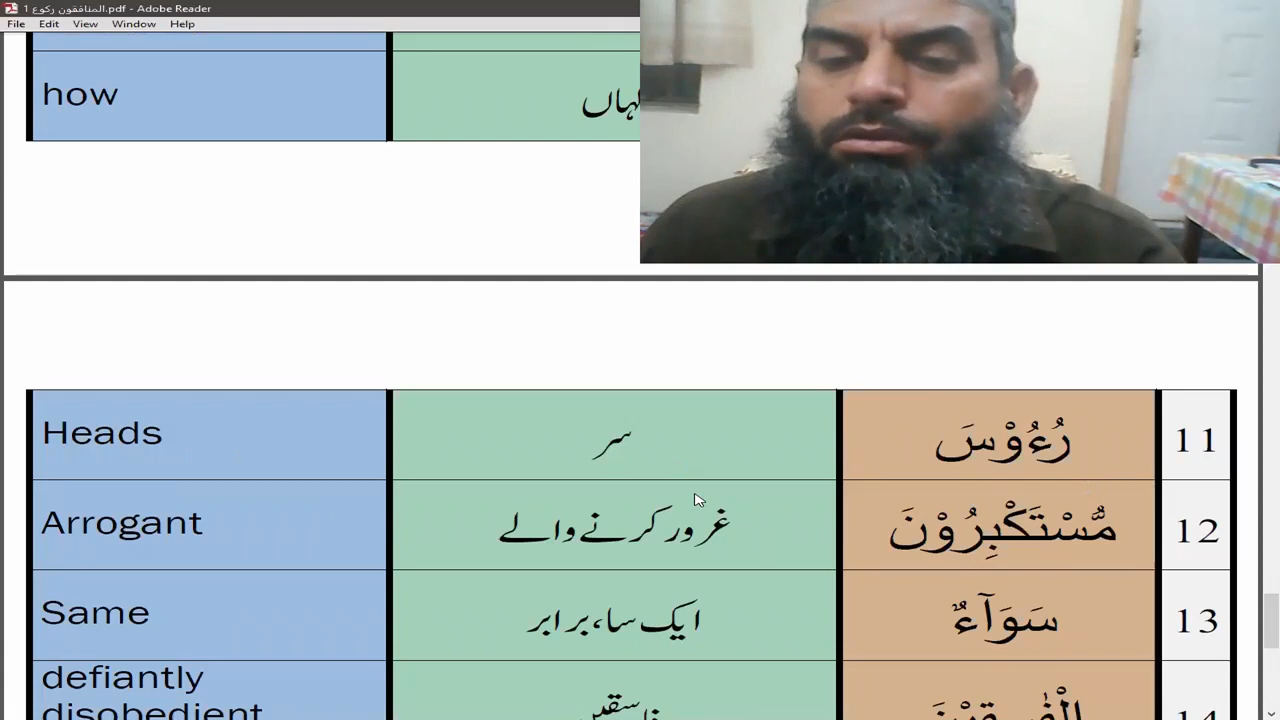 المنافقون رکوع 1.pdf - Adobe Reader
File Edit View Window Help
how
Heads سر رُءُوْسَ 11
Arrogant غرور کرنے والے مُّسْتَكْبِرُوْنَ 12
Same ایک سا، برابر سَوَآءٌ 13
defiantly
disobedient